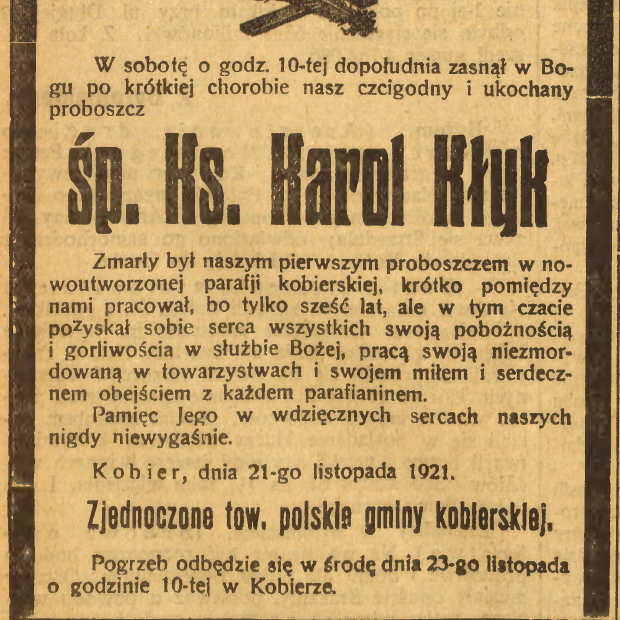 W sobotę o godz. 10-tej dopołudnia zasnął w Bo-
gu po krótkiej chorobie nasz czcigodny i ukochany
proboszcz
śp. Ks. Karol Kłyk
Zmarły był naszym pierwszym proboszczem w no-
woutworzonej parafji kobierskiej, krótko pomiędzy
nami pracował, bo tylko sześć lat, ale w tym czacie
pozyskał sobie serca wszystkich swoją pobożnością
i gorliwością w służbie Bożej, pracą swoją niezmor-
dowaną w towarzystwach i swojem miłem i serdecz-
nem obejściem z każdem parafianinem.
Pamięc Jego w wdzięcznych sercach naszych
nigdy niewygaśnie.
Kobier, dnia 21-go listopada 1921.
Zjednoczone tow. polskie gminy kobierskiej.
Pogrzeb odbędzie się w środę dnia 23-go listopada
o godzinie 10-tej w Kobierze.